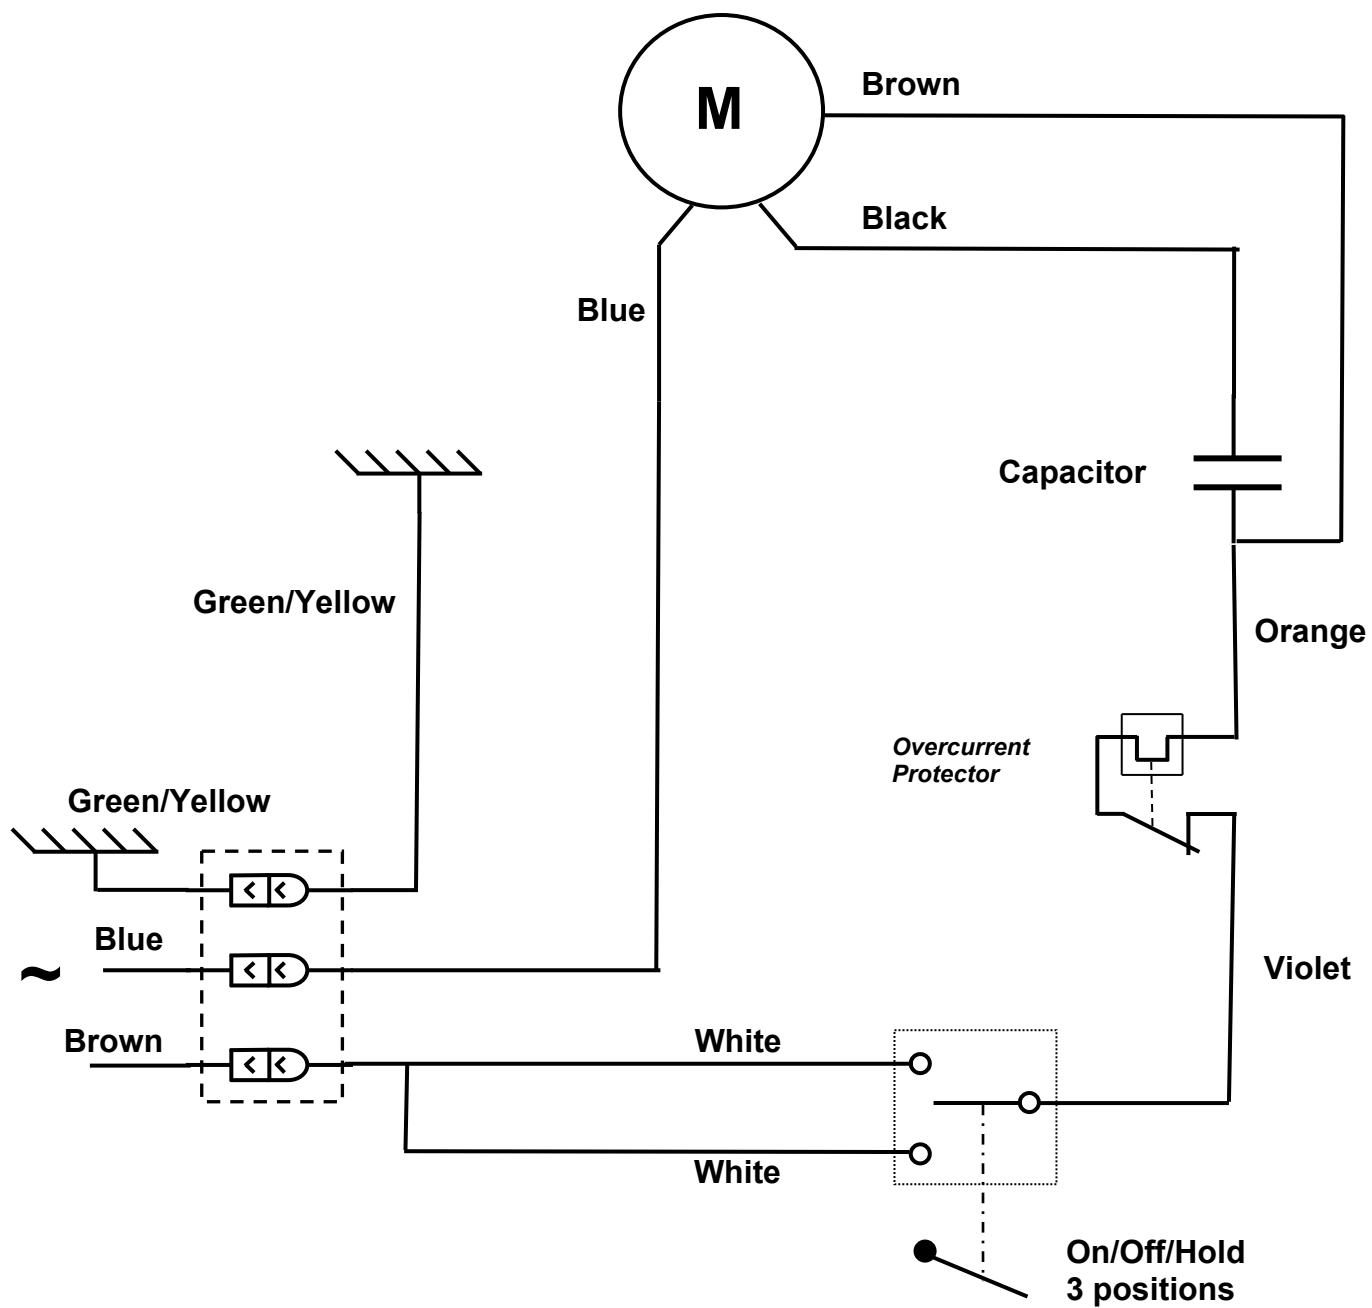 M
Brown
Black
Blue
Capacitor
Green/Yellow
Orange
Overcurrent
Protector
Green/Yellow
Blue
~
Violet
Brown
White
White
On/Off/Hold
3 positions